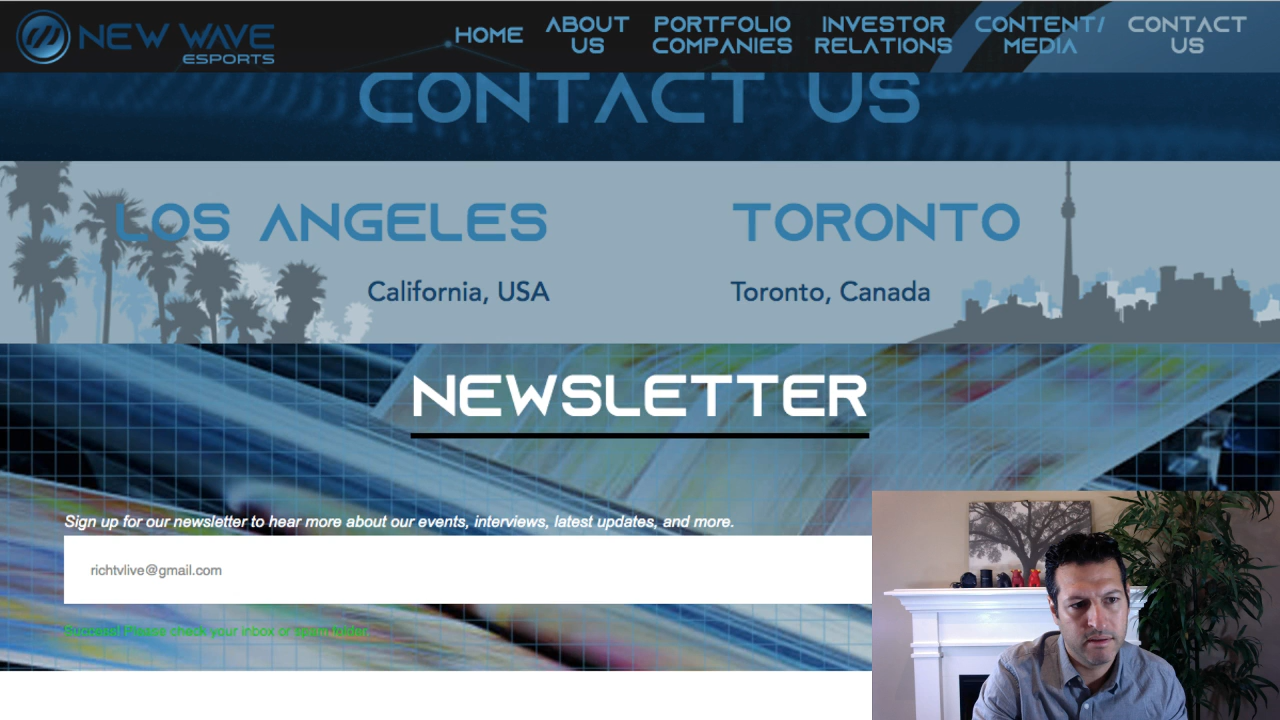 NEW WAVE
ESPORTS
HOME
ABOUT
US
PORTFOLIO
COMPANIES
INVESTOR
RELATIONS
CONTENT/
MEDIA
CONTACT
US
CONTACT US
LOS ANGELES
TORONTO
California, USA
Toronto, Canada
NEWSLETTER
Sign up for our newsletter to hear more about our events, interviews, latest updates, and more.
richtvlive@gmail.com
Success! Please check your inbox or spam folder.